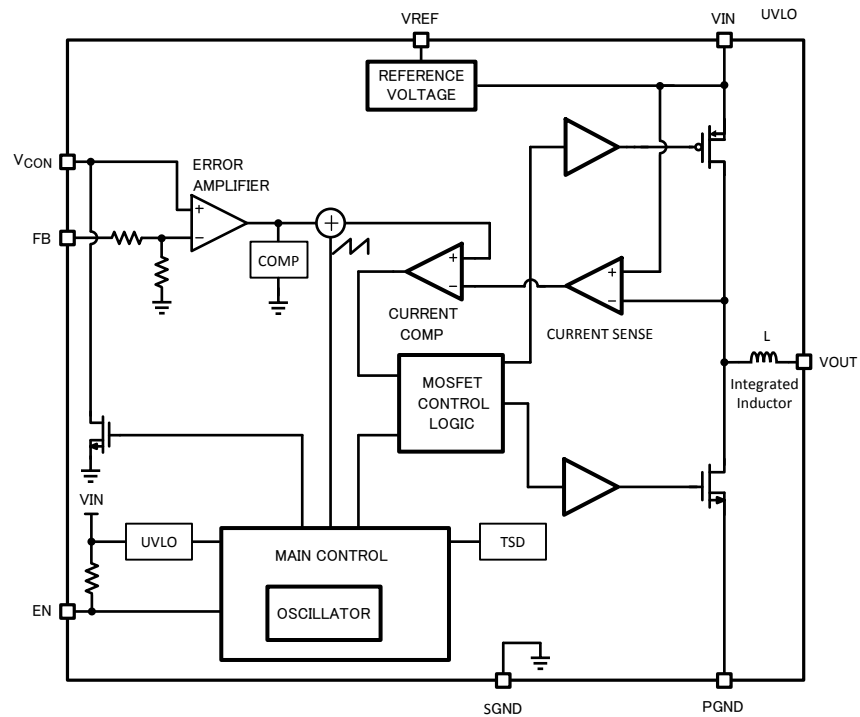 VREF
VIN
UVLO
REFERENCE
VOLTAGE
VCON
ERROR
AMPLIFIER
+
−
+
FB
COMP
+
−
+
−
CURRENT
COMP
CURRENT SENSE
L
VOUT
Integrated
Inductor
MOSFET
CONTROL
LOGIC
VIN
UVLO
MAIN CONTROL
TSD
OSCILLATOR
EN
SGND
PGND